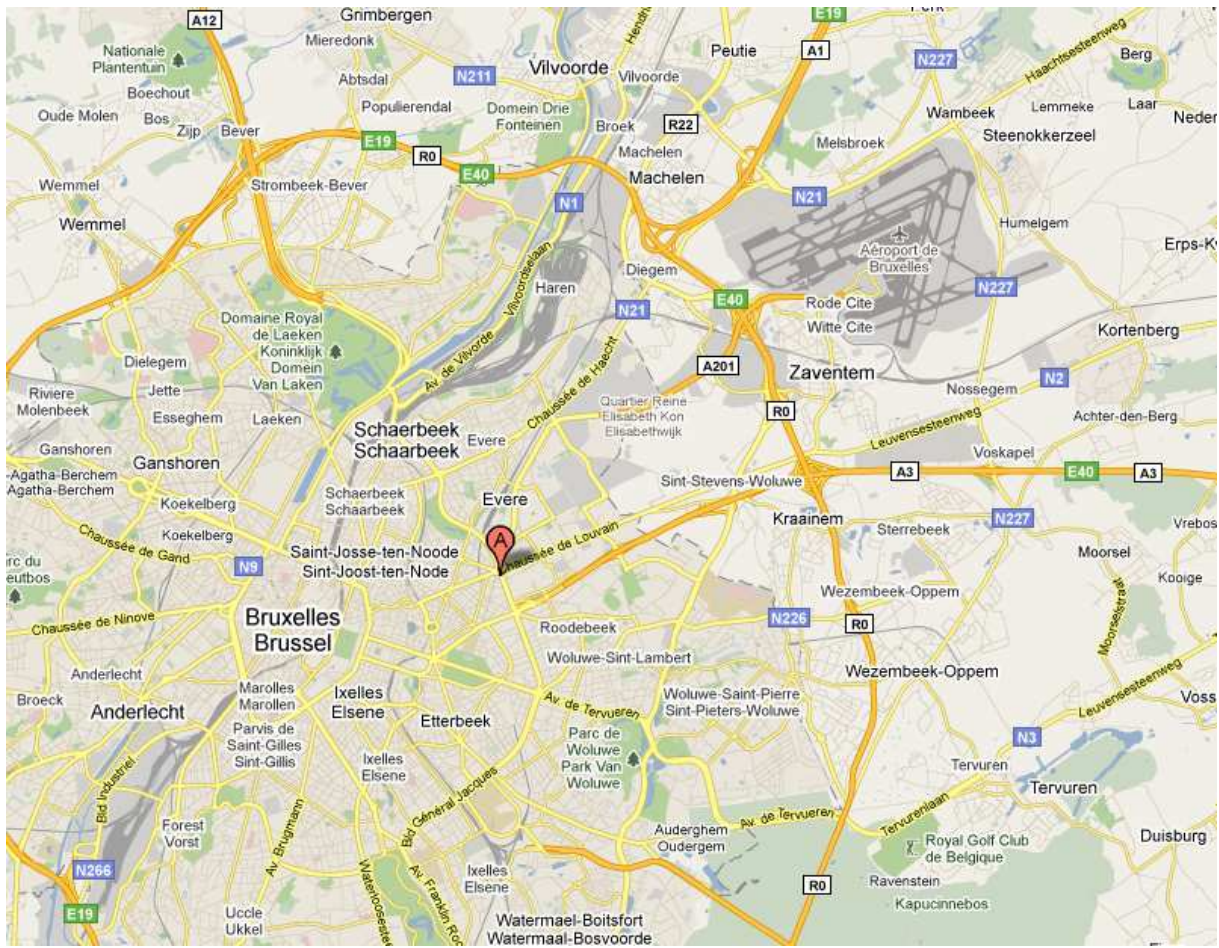 A12
Grimbergen
Mieredonk
Nationale
Plantentuin
Boechout
Bos
Oude Molen
Zijp
Bever
Abtsdal
Populierendal
N211
Vilvoorde
Vilvoorde
Domein Drie
Fonteinen
Broek
Peutie
E19
A1
N227
Haachtsesteenweg
Berg
Laar
Lemmeke
Wambeek
Steenokkerzeel
R22
Machelen
Machelen
Melsbroek
E19
R0
E40
Wemmel
Wemmel
Strombeek-Bever
N1
N21
Humelgem
Aéroport de
Bruxelles
Vilvoordselaan
Haren
Diegem
N21
E40
Rode Cite
Witte Cite
N227
Kortenberg
Domaine Royal
de Laeken
Koninklijk
Domein
Van Laken
Av. de Vilvorde
Chaussée de Haecht
A201
Zaventem
Nossegem
N2
Dielegem
Riviere
Molenbeek
Jette
Esseghem
Laeken
Quartier Reine
Elisabeth Kon
Elisabethwijk
R0
Achter-den-Berg
Leuvensesteenweg
Schaerbeek
Schaarbeek
Evere
Ganshoren
Ganshoren
-Agatha-Berchem
Agatha-Berchem
Koekelberg
Schaerbeek
Schaarbeek
Evere
Sint-Stevens-Woluwe
Voskapel
A3
E40
A3
Kraainem
Sterrebeek
N227
Moorsel
Kooige
Chaussée de Gand
Koekelberg
Saint-Josse-ten-Noode
Sint-Joost-ten-Node
A
Chaussée de Louvain
N9
Bruxelles
Brussel
Chaussée de Ninove
Roodebeek
N226
Wezembeek-Oppem
R0
Moorselstraat
Woluwe-Sint-Lambert
Wezembeek-Oppem
Anderlecht
Broeck
Anderlecht
Marolles
Marollen
Ixelles
Elsene
Etterbeek
Av. de Tervueren
Woluwe-Saint-Pierre
Sint-Pieters-Woluwe
Leuvensesteenweg
Parvis de
Saint-Gilles
Sint-Gillis
Ixelles
Elsene
Parc de
Woluwe
Park Van
Woluwe
N3
Tervuren
Tervuren
Bld Industriel
Bld Général Jacques
Forest
Vorst
Av. Brugmann
Auderghem
Oudergem
Av. de Tervueren
Tervurenlaan
Royal Golf Club
de Belgique
Duisburg
N266
E19
Ixelles
Elsene
Waterloosesteenweg
Av. Franklin Roo
R0
Ravenstein
Kapucinnebos
Uccle
Ukkel
Watermael-Boitsfort
Watermaal-Bosvoorde